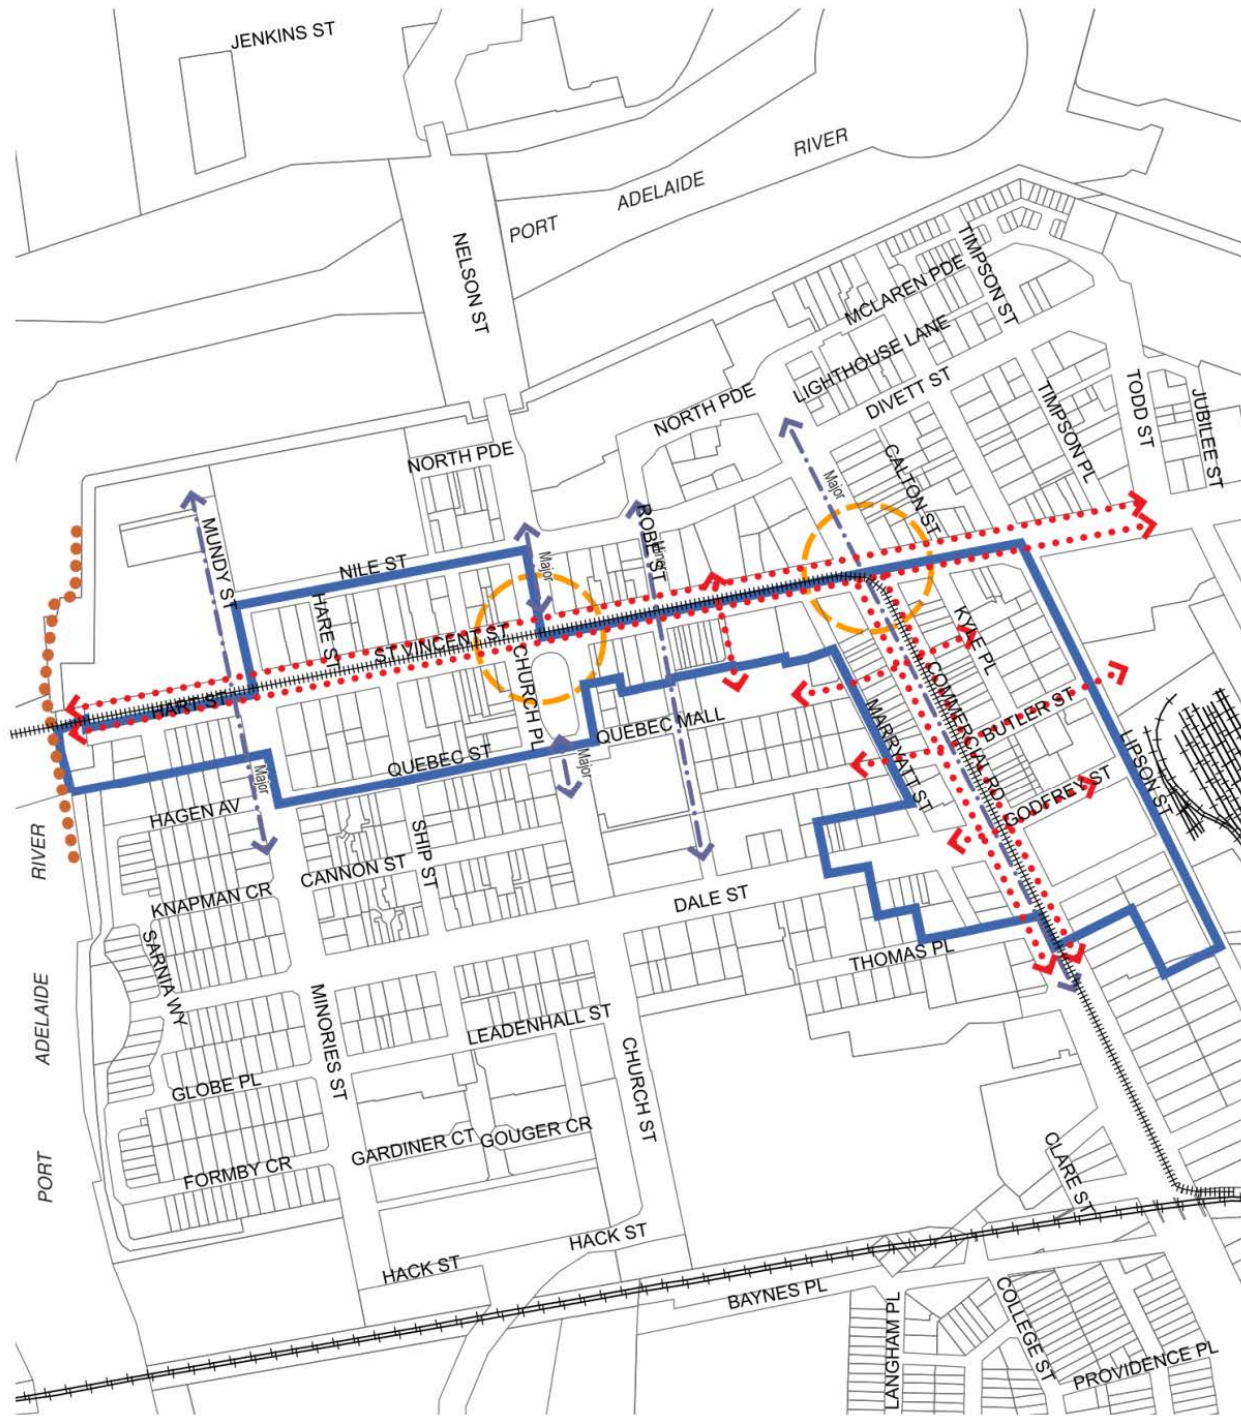 JENKINS ST
RIVER
ADELAIDE
PORT
NELSON ST
TIMPSON ST
MCLAREN PDE
LIGHTHOUSE LANE
DIVETT ST
NORTH PDE
TIMPSON PL
TODD ST
JUBILEE ST
NORTH PDE
CALTON ST
Major
MUNDY ST
ROBE ST
NILE ST
Major
HARE ST
ST VINCENT ST
KYLE PL
CHURCH PL
HART ST
COMMERCIAL RD
MARRYATT ST
BUTLER ST
QUEBEC MALL
QUEBEC ST
Major
Major
LIPSON ST
GODFREY ST
HAGEN AV
SHIP ST
CANNON ST
RIVER
KNAPMAN CR
DALE ST
SARNIA WY
THOMAS PL
ADELAIDE
MINORIES ST
LEADENHALL ST
GLOBE PL
CHURCH ST
GARDINER CT
GOUGER CR
FORMBY CR
PORT
CLARE ST
HACK ST
HACK ST
BAYNES PL
LANGHAM PL
COLLEGE ST
PROVIDENCE PL